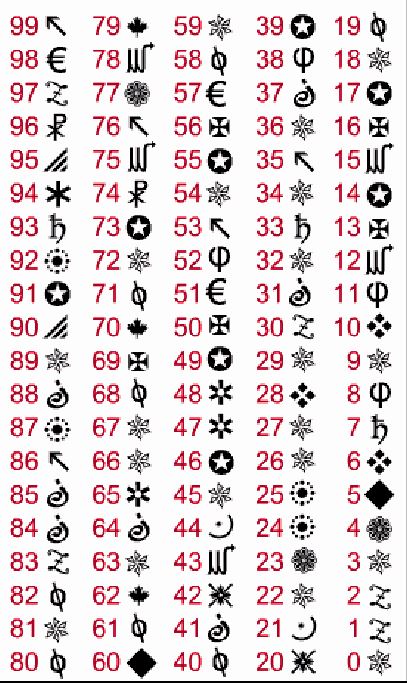 99 ↖ 79 🍁 59 39 ✪ 19 ϕ
98 € 78 58 ϕ 38 φ 18
97 77 57 € 37 17 ✪
96 ☧ 76 ↖ 56 ✠ 36 16 ✠
95 75 55 ✪ 35 ↖ 15
94 ✱ 74 ☧ 54 34 14 ✪
93 ♄ 73 ✪ 53 ↖ 33 ♄ 13 ✠
92 72 52 φ 32 12
91 ✪ 71 ϕ 51 € 31 11 φ
90 70 🍁 50 ✠ 30 10 ❖
89 69 ✠ 49 ✪ 29 9
88 68 ϕ 48 ✲ 28 ❖ 8 φ
87 67 47 ✲ 27 7 ♄
86 ↖ 66 46 ✪ 26 6 ❖
85 65 ✲ 45 25 5 ◆
84 64 44 24 4
83 63 43 23 3
82 ϕ 62 🍁 42 22 2
81 61 ϕ 41 21 1
80 ϕ 60 ◆ 40 ϕ 20 0